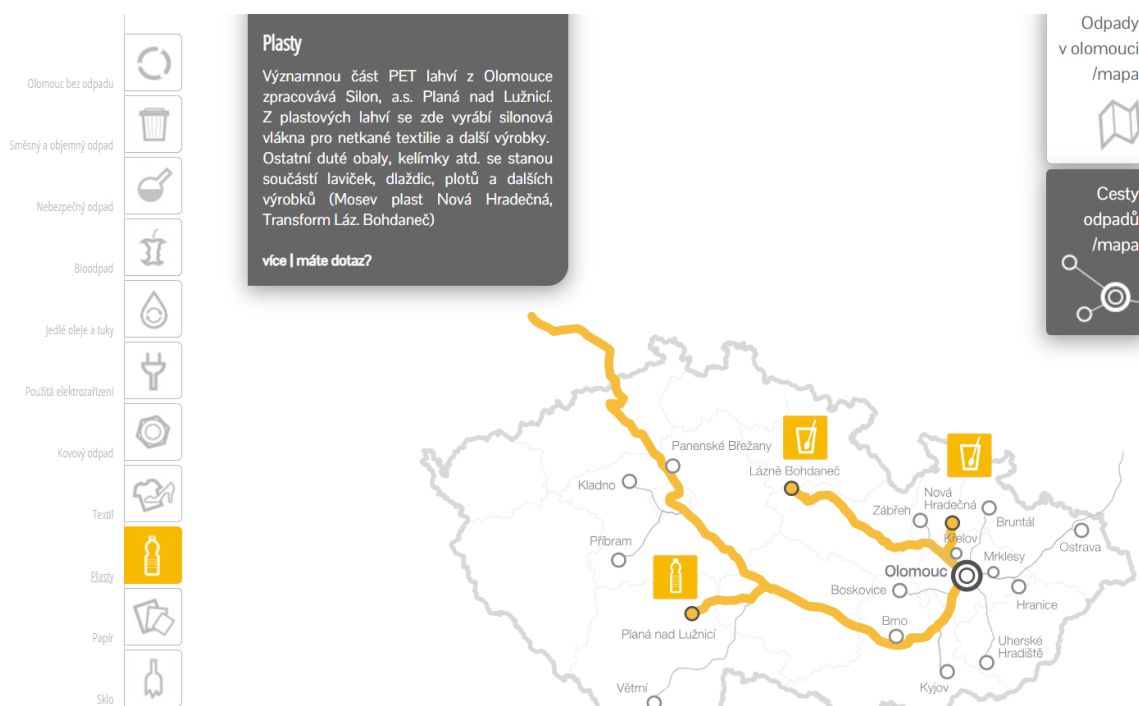 Olomouc bez odpadu
Směsný a objemný odpad
Nebezpečný odpad
Bioodpad
Jedlé oleje a tuky
Použitá elektrozařízení
Kovový odpad
Textil
Plasty
Papír
Sklo
Plasty
Významnou část PET lahví z Olomouce
zpracovává Silon, a.s. Planá nad Lužnicí.
Z plastových lahví se zde vyrábí silonová
vlákna pro netkané textilie a další výrobky.
Ostatní duté obaly, kelímky atd. se stanou
součástí laviček, dlaždic, plotů a dalších
výrobků (Mosev plast Nová Hradečná,
Transform Láz. Bohdaneč)
více | máte dotaz?
Odpady
v olomouci
/mapa
Cesty
odpadů
/mapa
Panenské Břežany
Kladno
Lázně Bohdaneč
Příbram
Zábřeh
Nová
Hradečná
Bruntál
Křelov
Ostrava
Mrklesy
Olomouc
Boskovice
Hranice
Planá nad Lužnicí
Brno
Uherské
Hradiště
Větrní
Kyjov